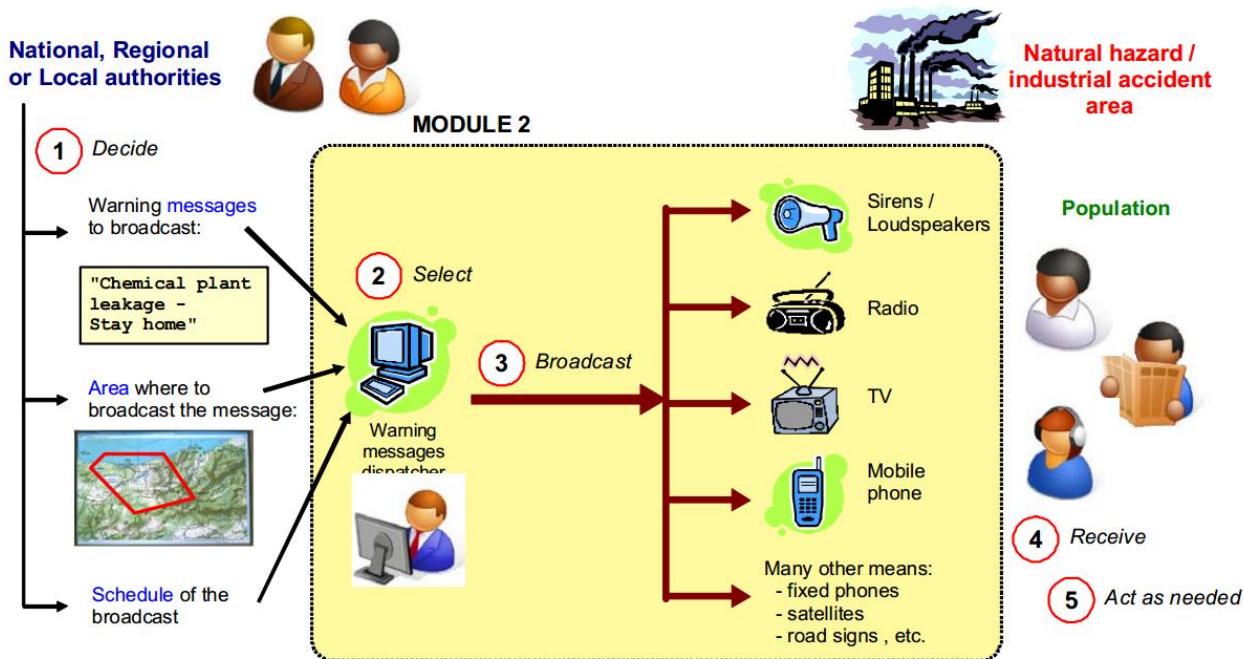 National, Regional
or Local authorities
Natural hazard /
industrial accident
area
MODULE 2
1
Decide
Warning messages
to broadcast:
"Chemical plant
leakage -
Stay home"
Area where to
broadcast the message:
Schedule of the
broadcast
2
Select
Warning
messages
dispatcher
3
Broadcast
Sirens /
Loudspeakers
Radio
TV
Mobile
phone
Many other means:
- fixed phones
- satellites
- road signs , etc.
Population
4
Receive
5
Act as needed